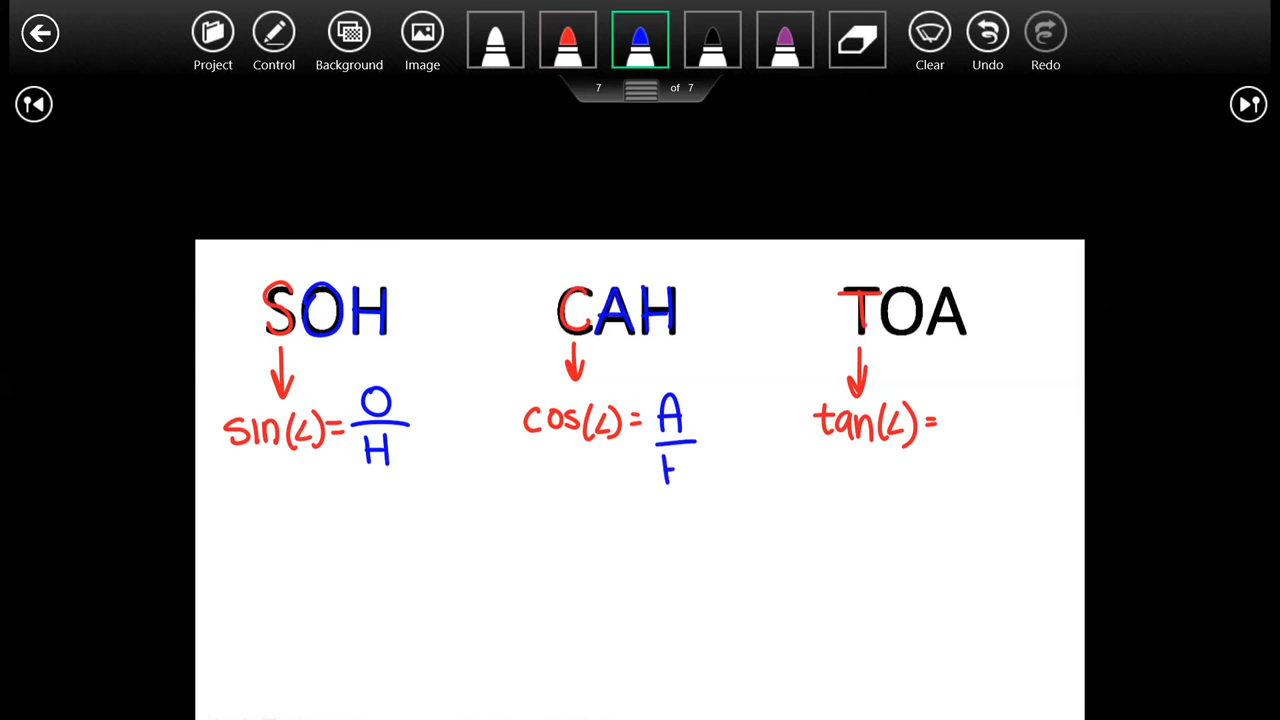 Project Control Background Image Clear Undo Redo
7 of 7
SOH CAH TOA
sin(∠)= O/H cos(∠)= A/ tan(∠)=